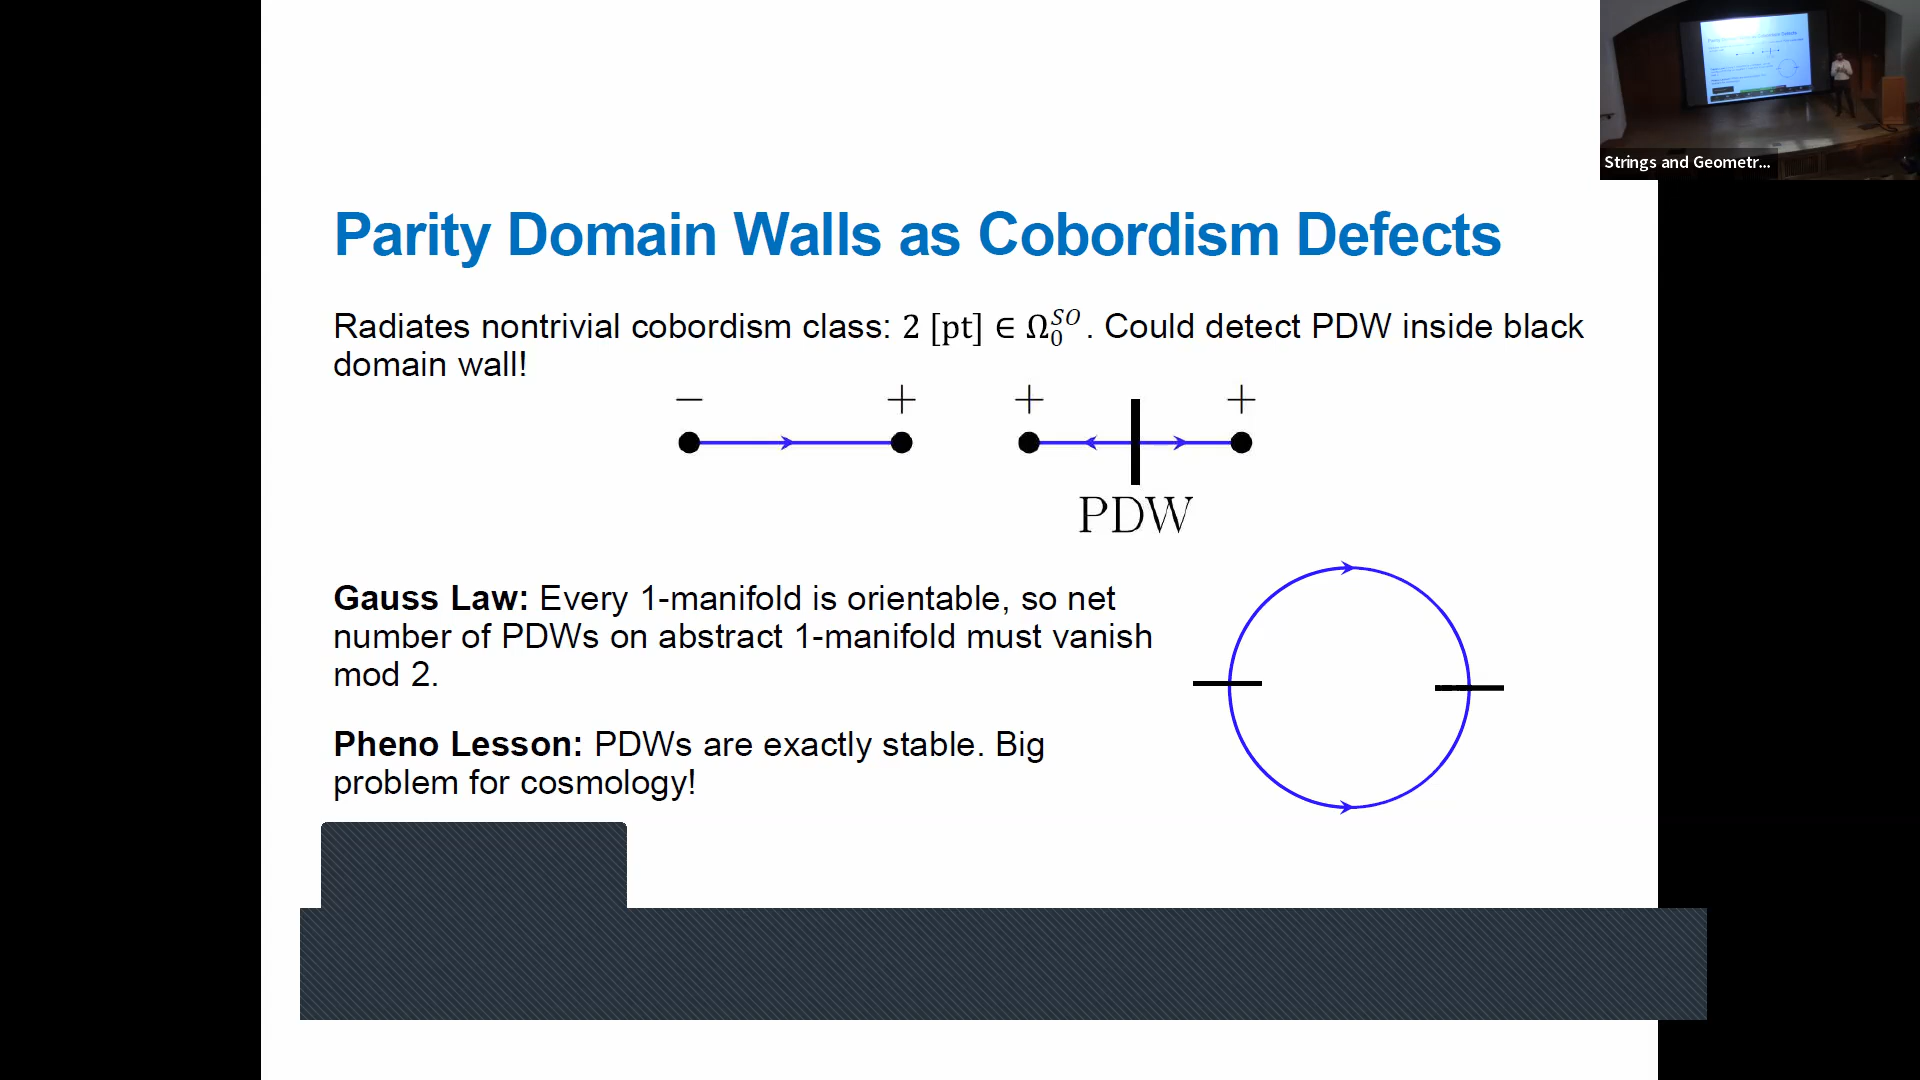 Strings and Geometr...
Parity Domain Walls as Cobordism Defects
Radiates nontrivial cobordism class: 2 [pt] ∈ Ω₀^{SO}. Could detect PDW inside black
domain wall!
− + + +
PDW
Gauss Law: Every 1-manifold is orientable, so net
number of PDWs on abstract 1-manifold must vanish
mod 2.
Pheno Lesson: PDWs are exactly stable. Big
problem for cosmology!